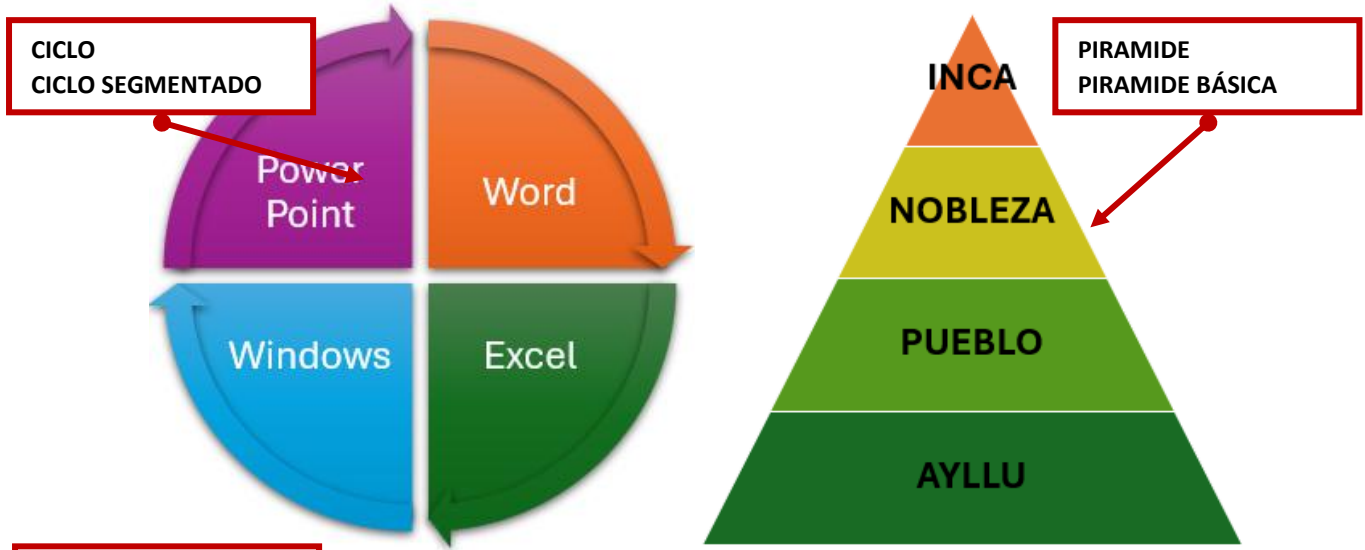 CICLO
CICLO SEGMENTADO
Power
Point
Word
Windows
Excel
PIRAMIDE
PIRAMIDE BÁSICA
INCA
NOBLEZA
PUEBLO
AYLLU